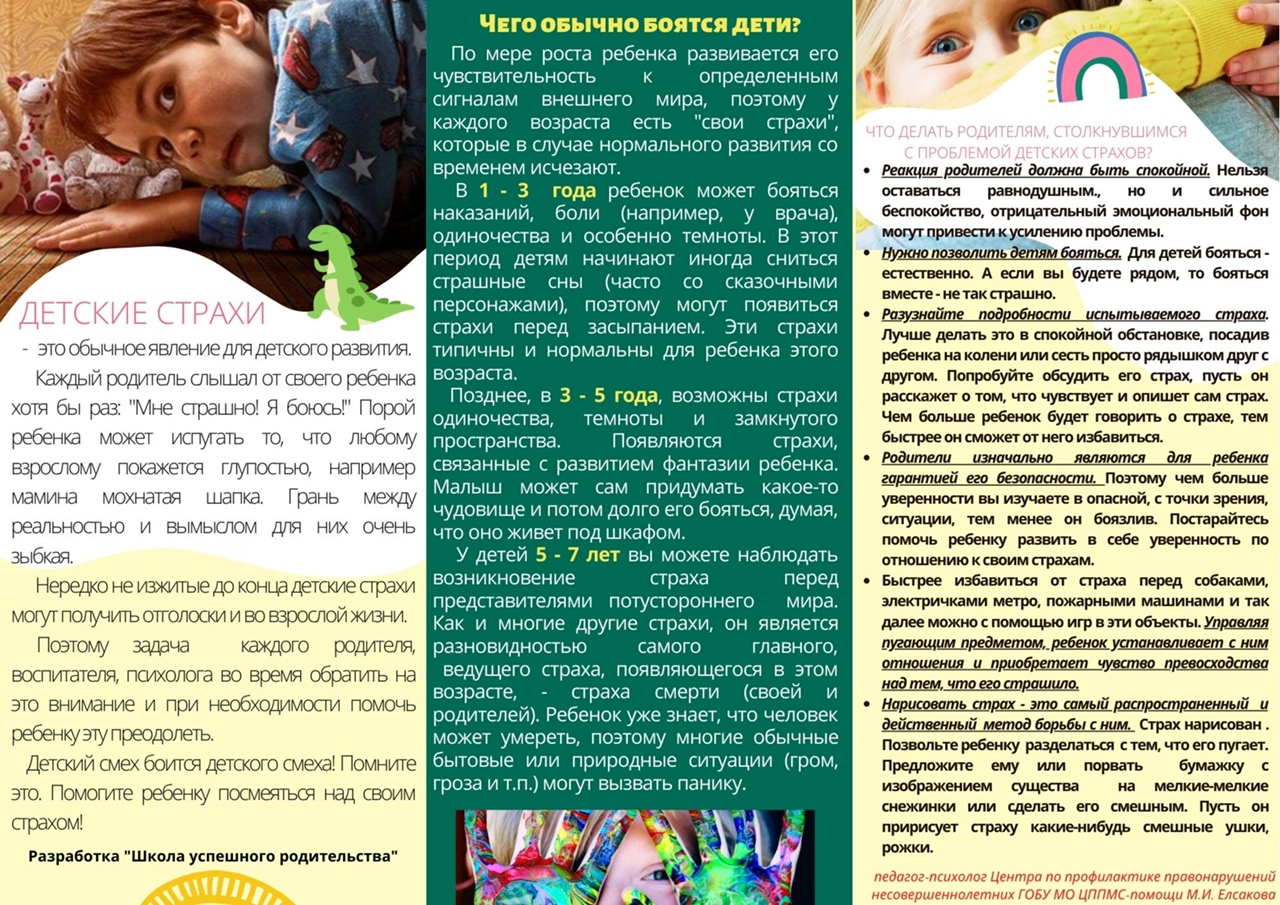 ДЕТСКИЕ СТРАХИ
- это обычное явление для детского развития.
Каждый родитель слышал от своего ребенка
хотя бы раз: "Мне страшно! Я боюсь!" Порой
ребенка может испугать то, что любому
взрослому покажется глупостью, например
мамина мохнатая шапка. Грань между
реальностью и вымыслом для них очень
зыбкая.
Нередко не изжитые до конца детские страхи
могут получить отголоски и во взрослой жизни.
Поэтому задача каждого родителя,
воспитателя, психолога во время обратить на
это внимание и при необходимости помочь
ребенку эту преодолеть.
Детский смех боится детского смеха! Помните
это. Помогите ребенку посмеяться над своим
страхом!
Разработка "Школа успешного родительства"
Чего обычно боятся дети?
По мере роста ребенка развивается его
чувствительность к определенным
сигналам внешнего мира, поэтому у
каждого возраста есть "свои страхи",
которые в случае нормального развития со
временем исчезают.
В 1 - 3 года ребенок может бояться
наказаний, боли (например, у врача),
одиночества и особенно темноты. В этот
период детям начинают иногда сниться
страшные сны (часто со сказочными
персонажами), поэтому могут появиться
страхи перед засыпанием. Эти страхи
типичны и нормальны для ребенка этого
возраста.
Позднее, в 3 - 5 года, возможны страхи
одиночества, темноты и замкнутого
пространства. Появляются страхи,
связанные с развитием фантазии ребенка.
Малыш может сам придумать какое-то
чудовище и потом долго его бояться, думая,
что оно живет под шкафом.
У детей 5 - 7 лет вы можете наблюдать
возникновение страха перед
представителями потустороннего мира.
Как и многие другие страхи, он является
разновидностью самого главного,
ведущего страха, появляющегося в этом
возрасте, - страха смерти (своей и
родителей). Ребенок уже знает, что человек
может умереть, поэтому многие обычные
бытовые или природные ситуации (гром,
гроза и т.п.) могут вызвать панику.
ЧТО ДЕЛАТЬ РОДИТЕЛЯМ, СТОЛКНУВШИМСЯ
С ПРОБЛЕМОЙ ДЕТСКИХ СТРАХОВ?
• Реакция родителей должна быть спокойной. Нельзя
оставаться равнодушным., но и сильное
беспокойство, отрицательный эмоциональный фон
могут привести к усилению проблемы.
• Нужно позволить детям бояться. Для детей бояться -
естественно. А если вы будете рядом, то бояться
вместе - не так страшно.
• Разузнайте подробности испытываемого страха.
Лучше делать это в спокойной обстановке, посадив
ребенка на колени или сесть просто рядышком друг с
другом. Попробуйте обсудить его страх, пусть он
расскажет о том, что чувствует и опишет сам страх.
Чем больше ребенок будет говорить о страхе, тем
быстрее он сможет от него избавиться.
• Родители изначально являются для ребенка
гарантией его безопасности. Поэтому чем больше
уверенности вы изучаете в опасной, с точки зрения,
ситуации, тем менее он боязлив. Постарайтесь
помочь ребенку развить в себе уверенность по
отношению к своим страхам.
• Быстрее избавиться от страха перед собаками,
электричками метро, пожарными машинами и так
далее можно с помощью игр в эти объекты. Управляя
пугающим предметом, ребенок устанавливает с ним
отношения и приобретает чувство превосходства
над тем, что его страшило.
• Нарисовать страх - это самый распространенный и
действенный метод борьбы с ним. Страх нарисован .
Позвольте ребенку разделаться с тем, что его пугает.
Предложите ему или порвать бумажку с
изображением существа на мелкие-мелкие
снежинки или сделать его смешным. Пусть он
пририсует страху какие-нибудь смешные ушки,
рожки.
педагог-психолог Центра по профилактике правонарушений
несовершеннолетних ГОБУ МО ЦППМС-помощи М.И. Елсакова